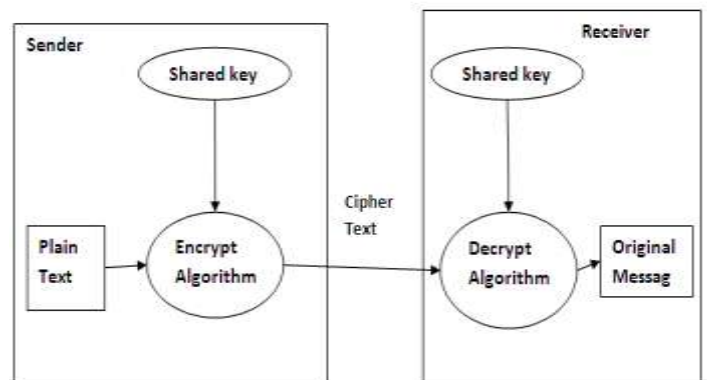 Sender
Receiver
Shared key
Shared key
Cipher
Text
Plain
Text
Encrypt
Algorithm
Decrypt
Algorithm
Original
Messag